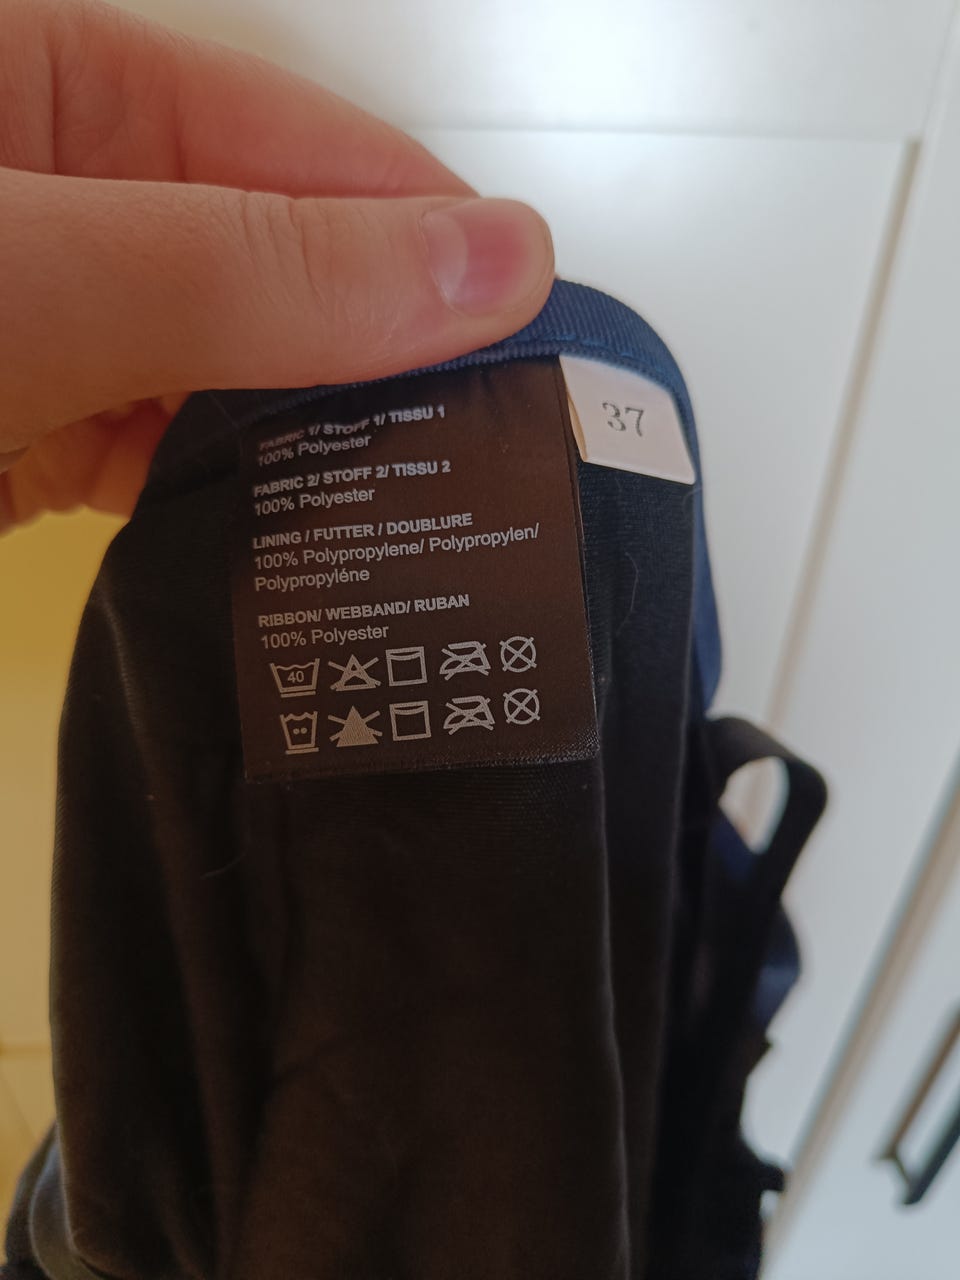 FABRIC 1/ STOFF 1/ TISSU 1
100% Polyester
37
FABRIC 2/ STOFF 2/ TISSU 2
100% Polyester
LINING / FUTTER / DOUBLURE
100% Polypropylene/ Polypropylen/
Polypropyléne
RIBBON/ WEBBAND/ RUBAN
100% Polyester
40